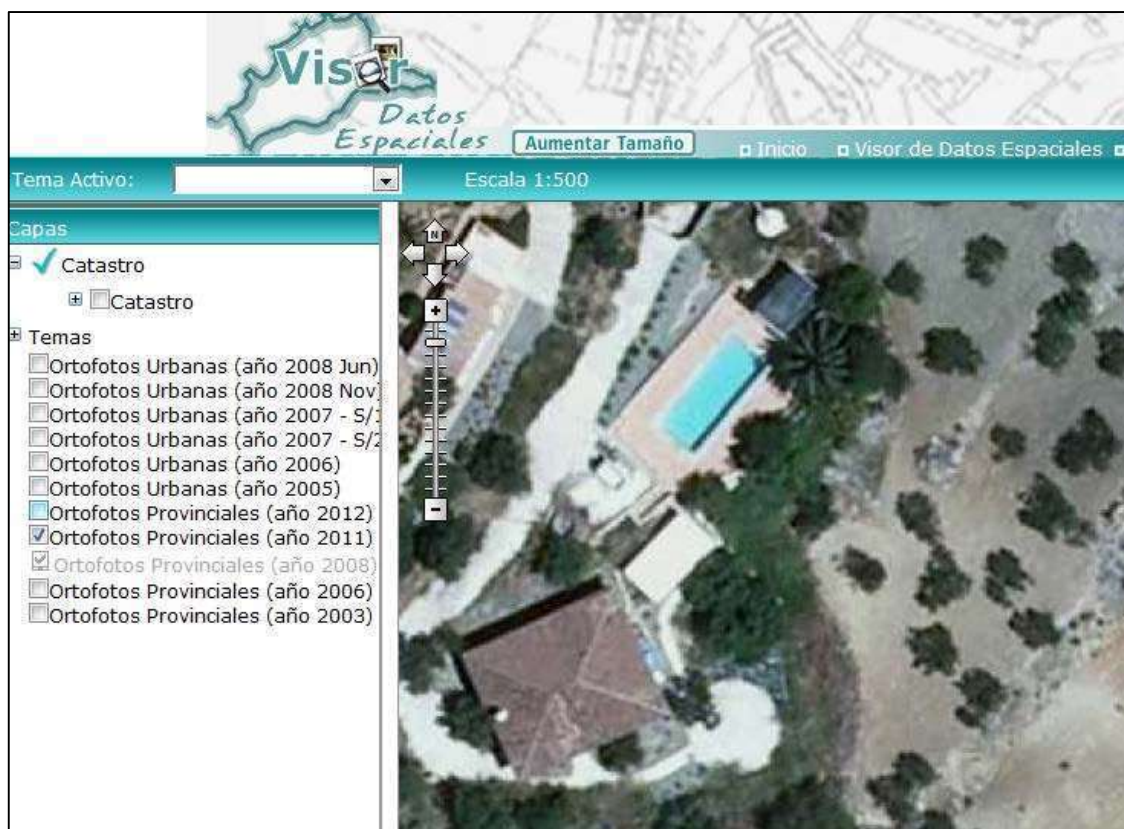 Visor
Datos
Espaciales
Aumentar Tamaño
Inicio
Visor de Datos Espaciales
Tema Activo:
Escala 1:500
Capas
Catastro
Catastro
Temas
Ortofotos Urbanas (año 2008 Jun)
Ortofotos Urbanas (año 2008 Nov)
Ortofotos Urbanas (año 2007 - S/1
Ortofotos Urbanas (año 2007 - S/2
Ortofotos Urbanas (año 2006)
Ortofotos Urbanas (año 2005)
Ortofotos Provinciales (año 2012)
Ortofotos Provinciales (año 2011)
Ortofotos Provinciales (año 2008)
Ortofotos Provinciales (año 2006)
Ortofotos Provinciales (año 2003)
N